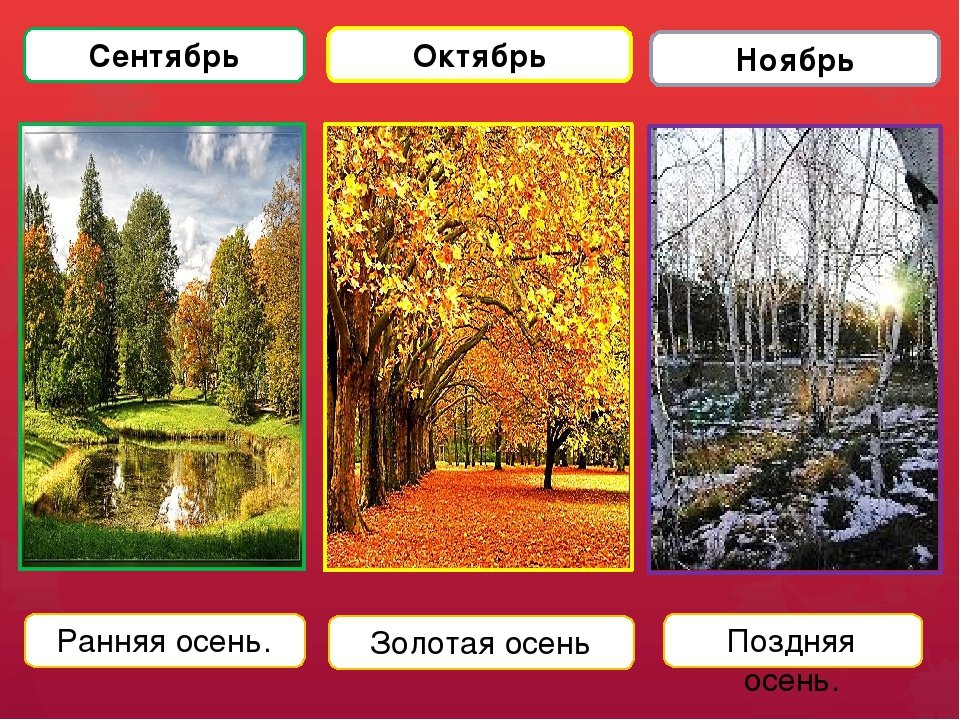 Сентябрь
Октябрь
Ноябрь
Ранняя осень.
Золотая осень
Поздняя
осень.